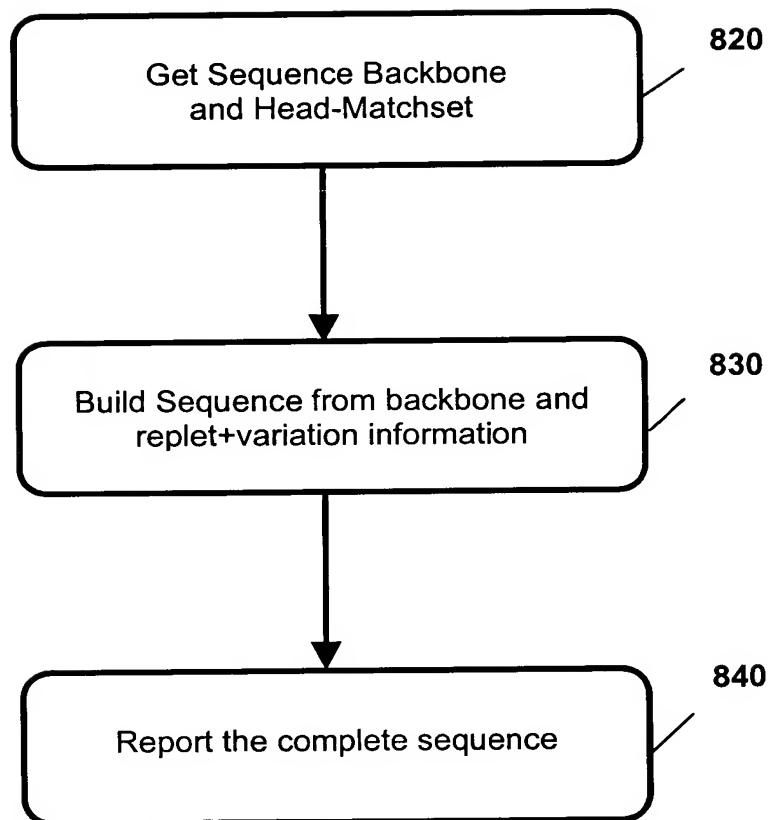 820
Get Sequence Backbone
and Head-Matchset
830
Build Sequence from backbone and
replet+variation information
840
Report the complete sequence